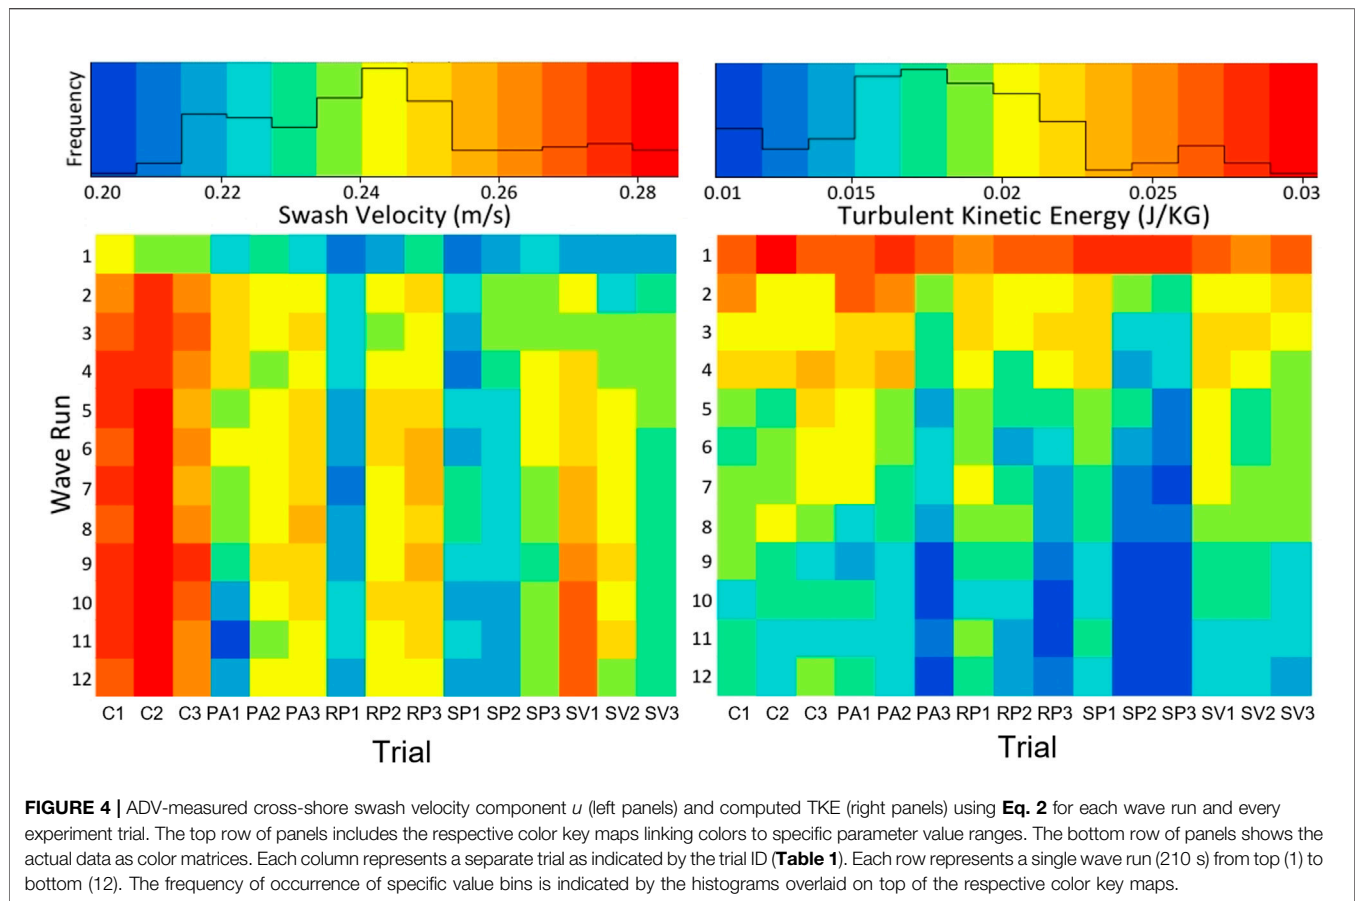 Frequency
0.20 0.22 0.24 0.26 0.28
Swash Velocity (m/s)
0.01 0.015 0.02 0.025 0.03
Turbulent Kinetic Energy (J/KG)
Wave Run
1
2
3
4
5
6
7
8
9
10
11
12
C1 C2 C3 PA1 PA2 PA3 RP1 RP2 RP3 SP1 SP2 SP3 SV1 SV2 SV3
Trial
1
2
3
4
5
6
7
8
9
10
11
12
C1 C2 C3 PA1 PA2 PA3 RP1 RP2 RP3 SP1 SP2 SP3 SV1 SV2 SV3
Trial
FIGURE 4 | ADV-measured cross-shore swash velocity component u (left panels) and computed TKE (right panels) using Eq. 2 for each wave run and every
experiment trial. The top row of panels includes the respective color key maps linking colors to specific parameter value ranges. The bottom row of panels shows the
actual data as color matrices. Each column represents a separate trial as indicated by the trial ID (Table 1). Each row represents a single wave run (210 s) from top (1) to
bottom (12). The frequency of occurrence of specific value bins is indicated by the histograms overlaid on top of the respective color key maps.